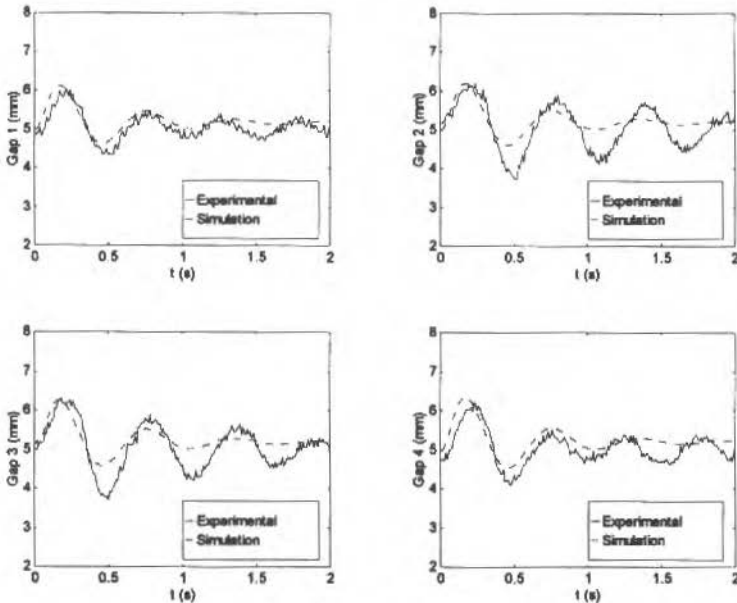 8
7
6
5
4
3
2
Gap 1 (mm)
Experimental
Simulation
0 0.5 1 1.5 2
t (s)
8
7
6
5
4
3
2
Gap 2 (mm)
Experimental
Simulation
0 0.5 1 1.5 2
t (s)
8
7
6
5
4
3
2
Gap 3 (mm)
Experimental
Simulation
0 0.5 1 1.5 2
t (s)
8
7
6
5
4
3
2
Gap 4 (mm)
Experimental
Simulation
0 0.5 1 1.5 2
t (s)